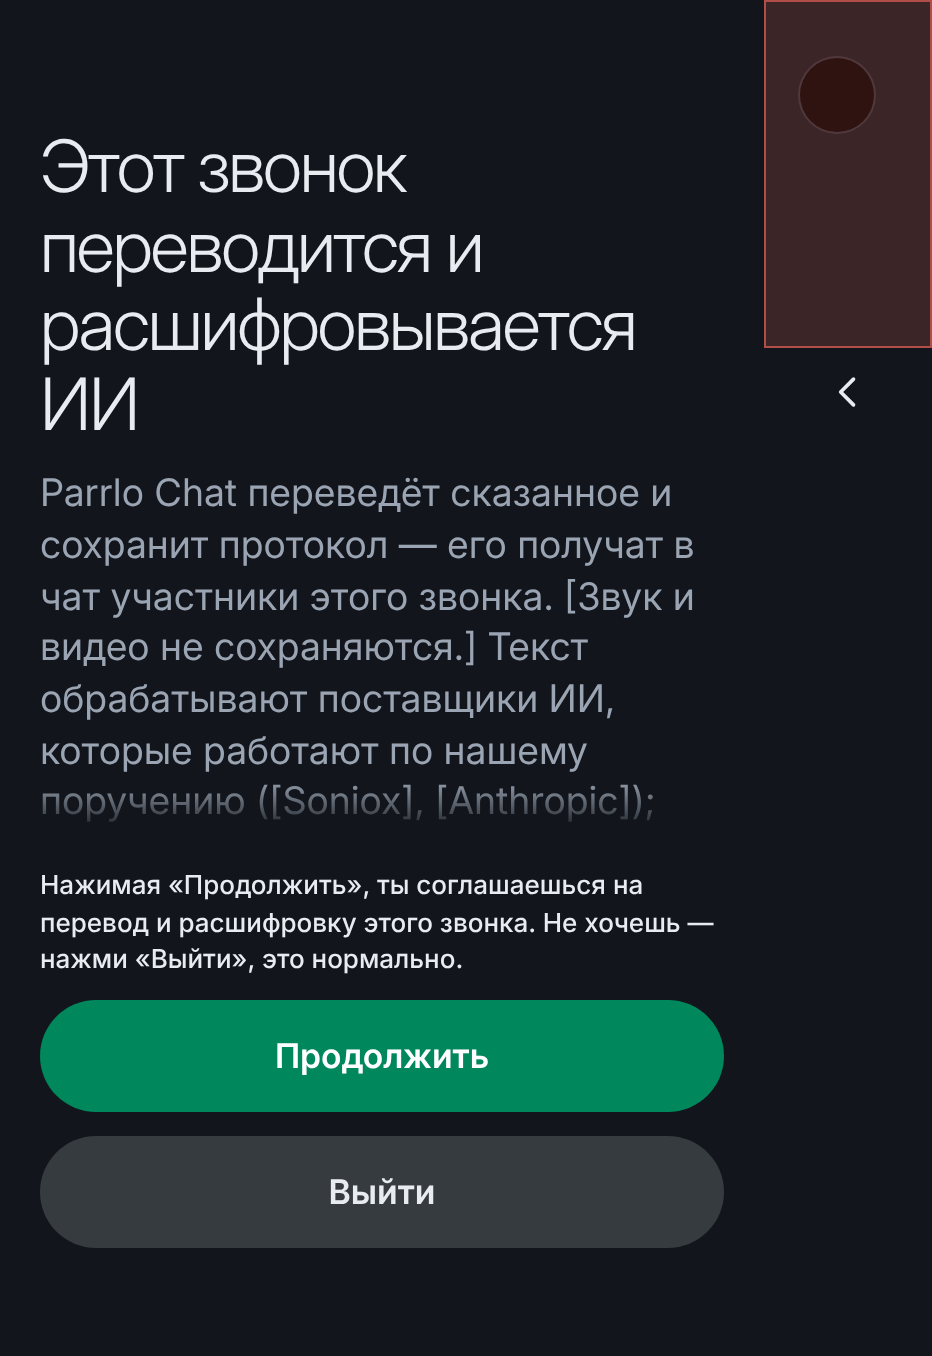 Этот звонок
переводится и
расшифровывается
ИИ
Parrlo Chat переведёт сказанное и
сохранит протокол — его получат в
чат участники этого звонка. [Звук и
видео не сохраняются.] Текст
обрабатывают поставщики ИИ,
которые работают по нашему
поручению ([Soniox], [Anthropic]);
Нажимая «Продолжить», ты соглашаешься на
перевод и расшифровку этого звонка. Не хочешь —
нажми «Выйти», это нормально.
Продолжить
Выйти